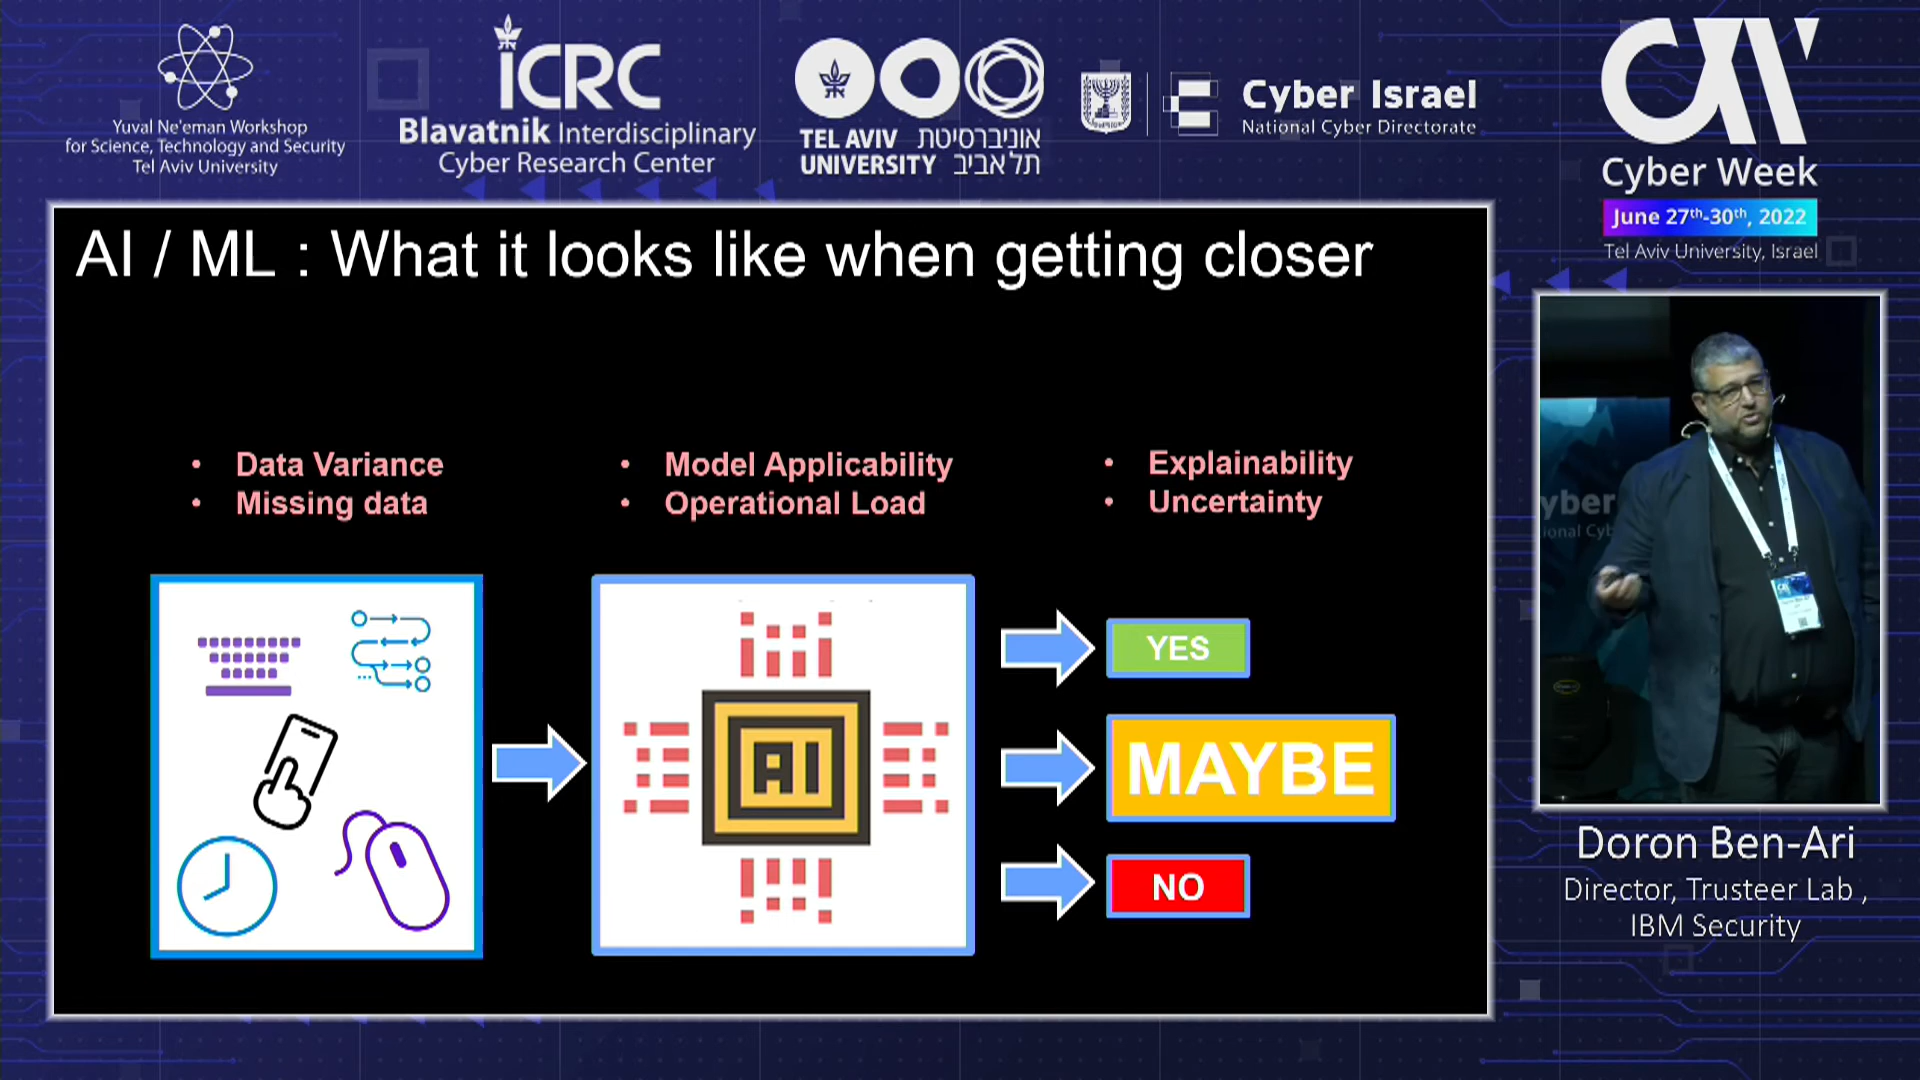 Yuval Ne'eman Workshop
for Science, Technology and Security
Tel Aviv University
ICRC
Blavatnik Interdisciplinary
Cyber Research Center
TEL AVIV אוניברסיטת
UNIVERSITY תל אביב
Cyber Israel
National Cyber Directorate
Cyber Week
June 27th-30th, 2022
Tel Aviv University, Israel
AI / ML : What it looks like when getting closer
• Data Variance
• Missing data
• Model Applicability
• Operational Load
• Explainability
• Uncertainty
AI
YES
MAYBE
NO
yber
ional Cyb
Doron Ben-Ari
Director, Trusteer Lab ,
IBM Security